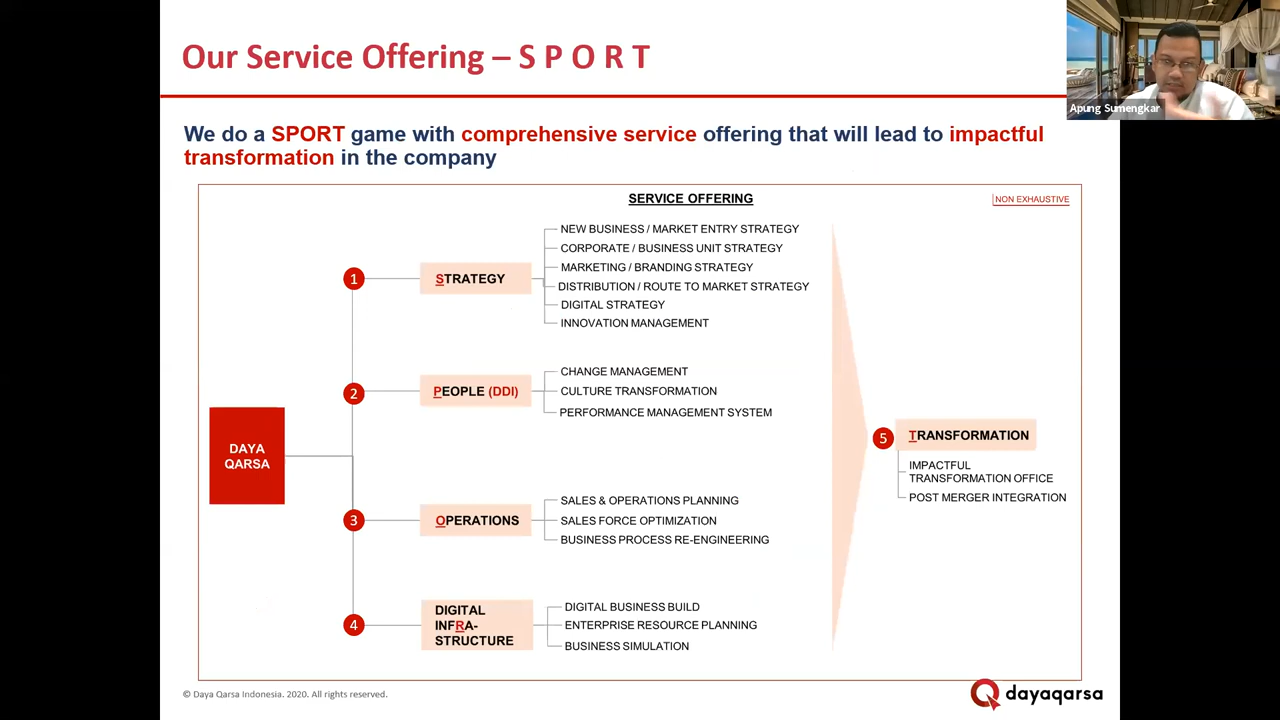 Our Service Offering – S P O R T
Apung Sumengkar
We do a SPORT game with comprehensive service offering that will lead to impactful
transformation in the company
SERVICE OFFERING
NON EXHAUSTIVE
1
STRATEGY
NEW BUSINESS / MARKET ENTRY STRATEGY
CORPORATE / BUSINESS UNIT STRATEGY
MARKETING / BRANDING STRATEGY
DISTRIBUTION / ROUTE TO MARKET STRATEGY
DIGITAL STRATEGY
INNOVATION MANAGEMENT
2
PEOPLE (DDI)
CHANGE MANAGEMENT
CULTURE TRANSFORMATION
PERFORMANCE MANAGEMENT SYSTEM
DAYA
QARSA
3
OPERATIONS
SALES & OPERATIONS PLANNING
SALES FORCE OPTIMIZATION
BUSINESS PROCESS RE-ENGINEERING
4
DIGITAL
INFRA-
STRUCTURE
DIGITAL BUSINESS BUILD
ENTERPRISE RESOURCE PLANNING
BUSINESS SIMULATION
5
TRANSFORMATION
IMPACTFUL
TRANSFORMATION OFFICE
POST MERGER INTEGRATION
© Daya Qarsa Indonesia. 2020. All rights reserved.
dayaqarsa